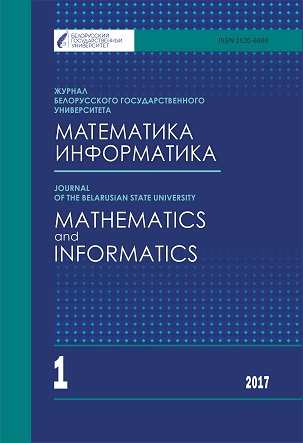 БЕЛОРУССКИЙ
ГОСУДАРСТВЕННЫЙ
УНИВЕРСИТЕТ
ISSN 2520-6508
ЖУРНАЛ
БЕЛОРУССКОГО ГОСУДАРСТВЕННОГО
УНИВЕРСИТЕТА
МАТЕМАТИКА
ИНФОРМАТИКА
JOURNAL
OF THE BELARUSIAN STATE UNIVERSITY
MATHEMATICS
and
INFORMATICS
1
2017